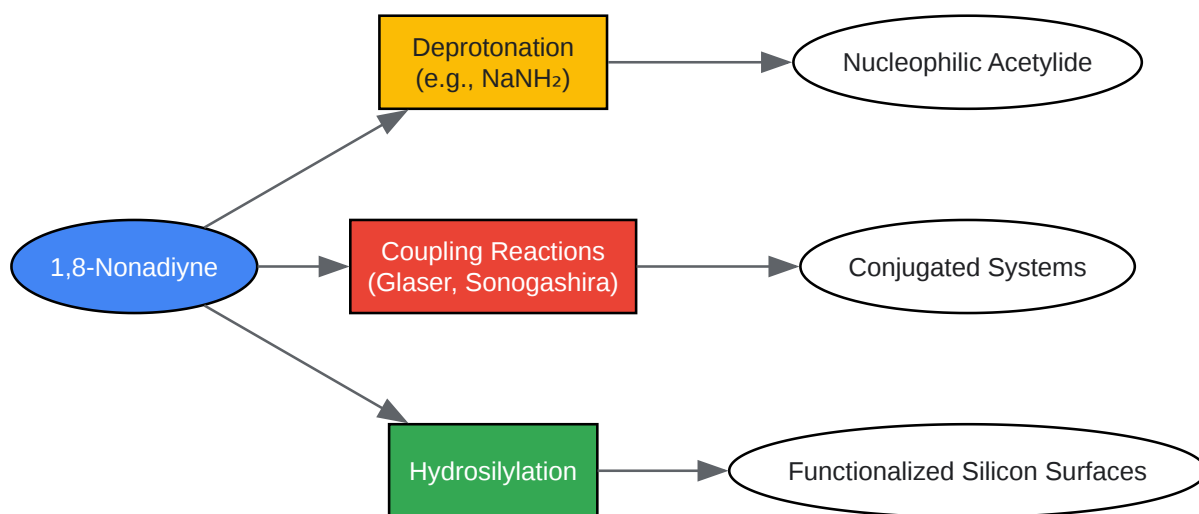 Deprotonation
(e.g., NaNH₂)
Nucleophilic Acetylide
1,8-Nonadiyne
Coupling Reactions
(Glaser, Sonogashira)
Conjugated Systems
Hydrosilylation
Functionalized Silicon Surfaces